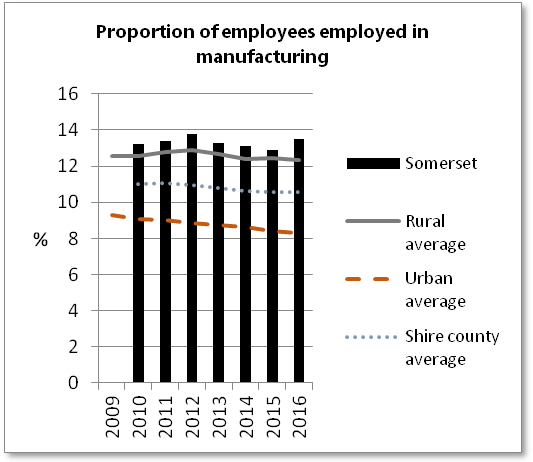 Proportion of employees employed in
manufacturing
16
14
12
10
8
6
4
2
0
%
2009
2010
2011
2012
2013
2014
2015
2016
Somerset
Rural
average
Urban
average
Shire county
average